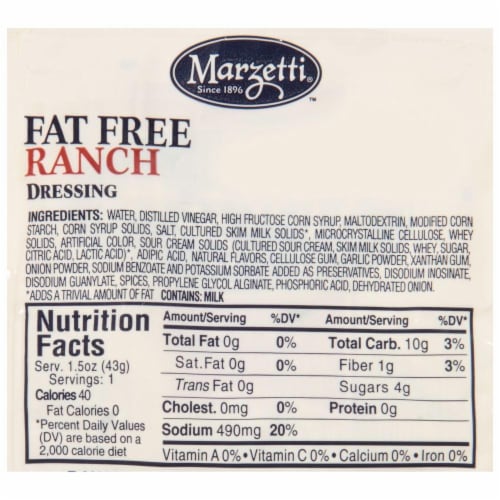 Marzetti®
Since 1896
™
FAT FREE
RANCH
DRESSING
INGREDIENTS: WATER, DISTILLED VINEGAR, HIGH FRUCTOSE CORN SYRUP, MALTODEXTRIN, MODIFIED CORN
STARCH, CORN SYRUP SOLIDS, SALT, CULTURED SKIM MILK SOLIDS*, MICROCRYSTALLINE CELLULOSE, WHEY
SOLIDS, ARTIFICIAL COLOR, SOUR CREAM SOLIDS (CULTURED SOUR CREAM, SKIM MILK SOLIDS, WHEY, SUGAR,
CITRIC ACID, LACTIC ACID)*, ADIPIC ACID, NATURAL FLAVORS, CELLULOSE GUM, GARLIC POWDER, XANTHAN GUM,
ONION POWDER, SODIUM BENZOATE AND POTASSIUM SORBATE ADDED AS PRESERVATIVES, DISODIUM INOSINATE,
DISODIUM GUANYLATE, SPICES, PROPYLENE GLYCOL ALGINATE, PHOSPHORIC ACID, DEHYDRATED ONION.
*ADDS A TRIVIAL AMOUNT OF FAT CONTAINS: MILK
Nutrition
Facts
Serv. 1.5oz (43g)
Servings: 1
Calories 40
Fat Calories 0
*Percent Daily Values
(DV) are based on a
2,000 calorie diet
Amount/Serving %DV*
Total Fat 0g 0%
Sat. Fat 0g 0%
Trans Fat 0g
Cholest. 0mg 0%
Sodium 490mg 20%
Amount/Serving %DV*
Total Carb. 10g 3%
Fiber 1g 3%
Sugars 4g
Protein 0g
Vitamin A 0% • Vitamin C 0% • Calcium 0% • Iron 0%